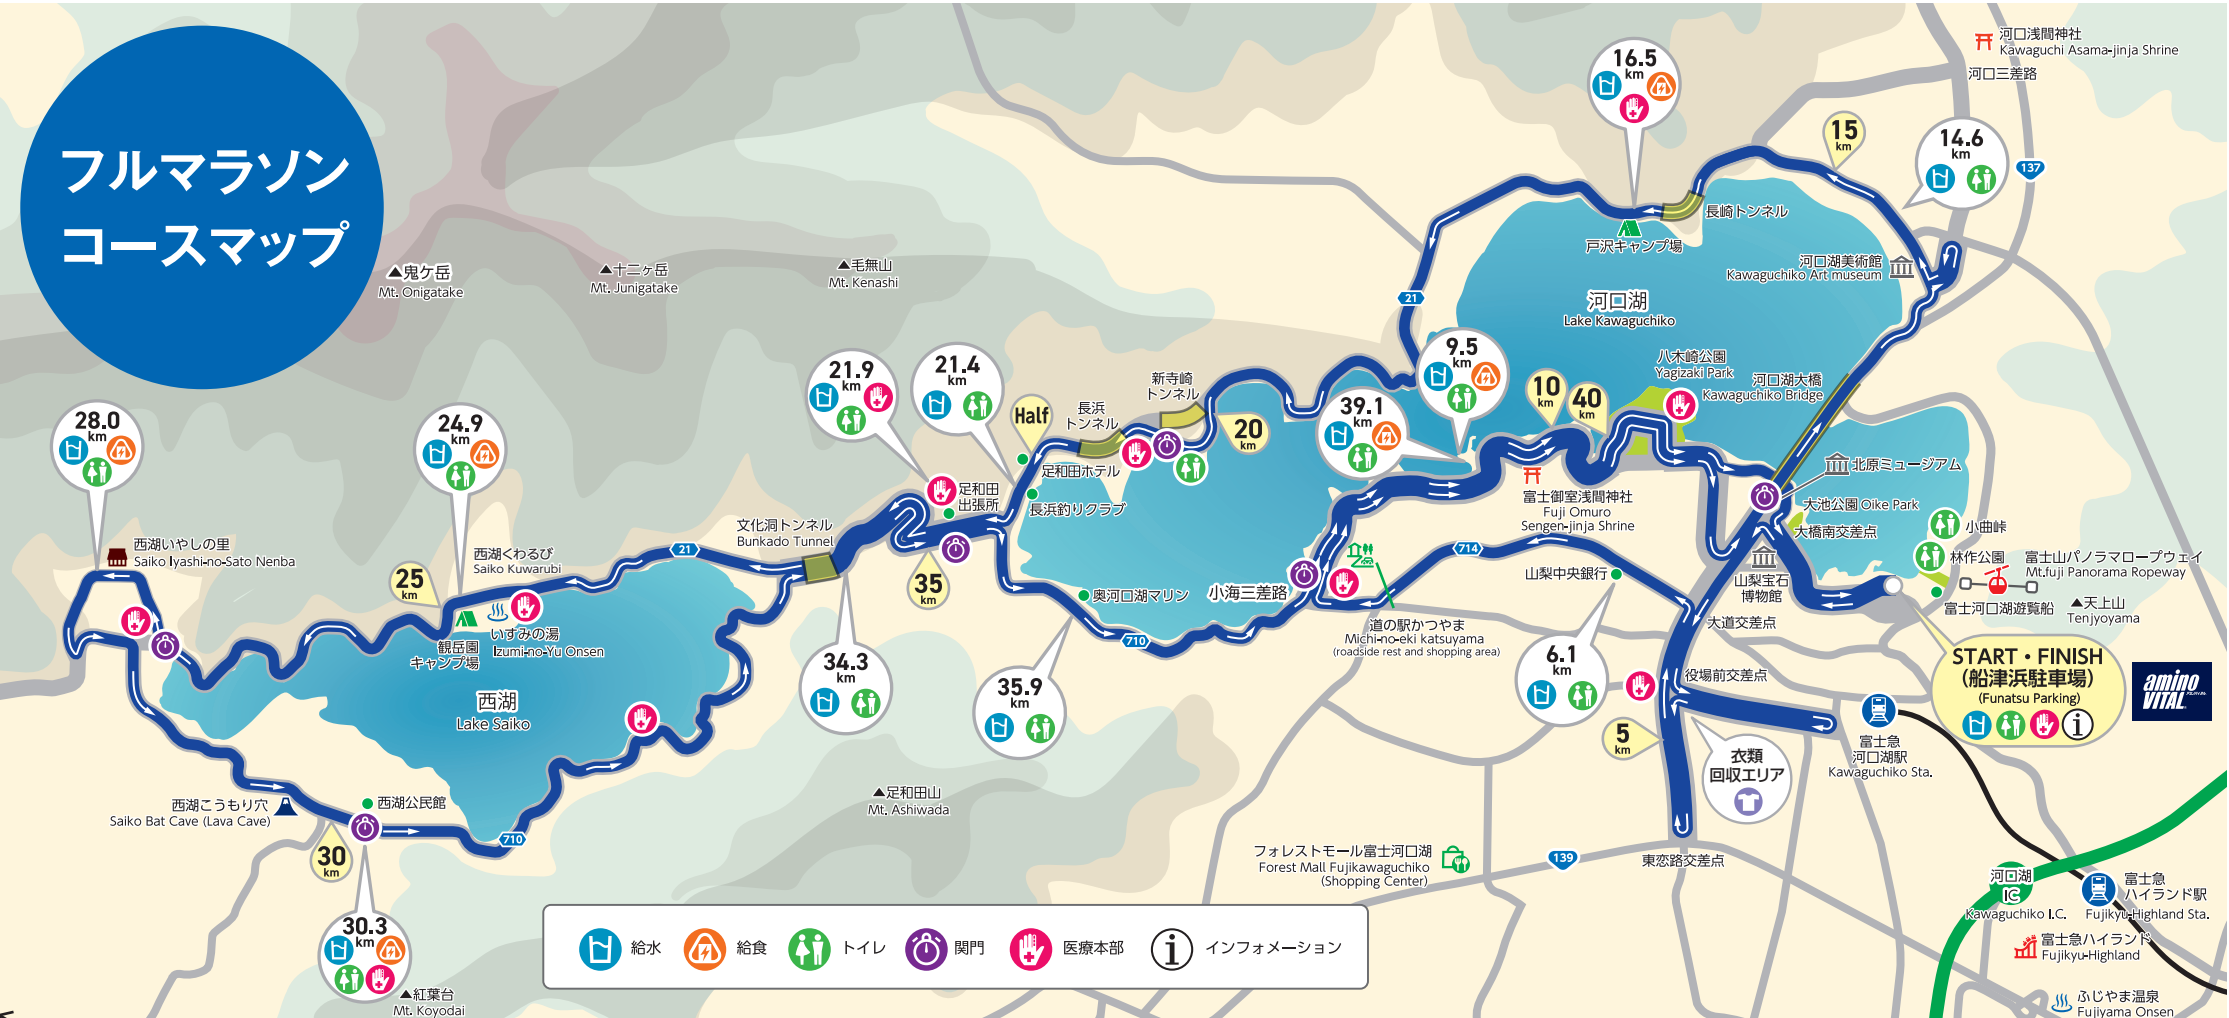 フルマラソン
コースマップ
▲鬼ケ岳
Mt. Onigatake
▲十二ヶ岳
Mt. Junigatake
▲毛無山
Mt. Kenashi
16.5
km
河口浅間神社
Kawaguchi Asama-jinja Shrine
河口三差路
15
km
14.6
km
137
長崎トンネル
戸沢キャンプ場
河口湖美術館
Kawaguchiko Art museum
21
河口湖
Lake Kawaguchiko
9.5
km
八木崎公園
Yagizaki Park
河口湖大橋
Kawaguchiko Bridge
10
km
40
km
39.1
km
新寺崎
トンネル
長浜
トンネル
20
km
Half
21.4
km
21.9
km
足和田ホテル
長浜釣りクラブ
足和田
出張所
28.0
km
24.9
km
文化洞トンネル
Bunkado Tunnel
西湖いやしの里
Saiko Iyashi-no-Sato Nenba
西湖くわるび
Saiko Kuwarubi
21
25
km
35
km
観岳園
キャンプ場
いずみの湯
Izumi-no-Yu Onsen
西湖
Lake Saiko
34.3
km
35.9
km
奥河口湖マリン
710
小海三差路
富士御室浅間神社
Fuji Omuro
Sengen-jinja Shrine
714
山梨中央銀行
道の駅かつやま
Michi-no-eki katsuyama
(roadside rest and shopping area)
北原ミュージアム
大池公園 Oike Park
大橋南交差点
小曲峠
林作公園
富士山パノラマロープウェイ
Mt.fuji Panorama Ropeway
山梨宝石
博物館
富士河口湖遊覧船
▲天上山
Tenjyoyama
大道交差点
START・FINISH
(船津浜駐車場)
(Funatsu Parking)
amino
VITAL
6.1
km
役場前交差点
5
km
衣類
回収エリア
富士急
河口湖駅
Kawaguchiko Sta.
西湖こうもり穴
Saiko Bat Cave (Lava Cave)
西湖公民館
710
30
km
30.3
km
▲足和田山
Mt. Ashiwada
▲紅葉台
Mt. Koyodai
フォレストモール富士河口湖
Forest Mall Fujikawaguchiko
(Shopping Center)
139
東恋路交差点
河口湖
IC
Kawaguchiko I.C.
富士急
ハイランド駅
Fujikyu-Highland Sta.
富士急ハイランド
Fujikyu-Highland
ふじやま温泉
Fujiyama Onsen
給水
給食
トイレ
関門
医療本部
インフォメーション